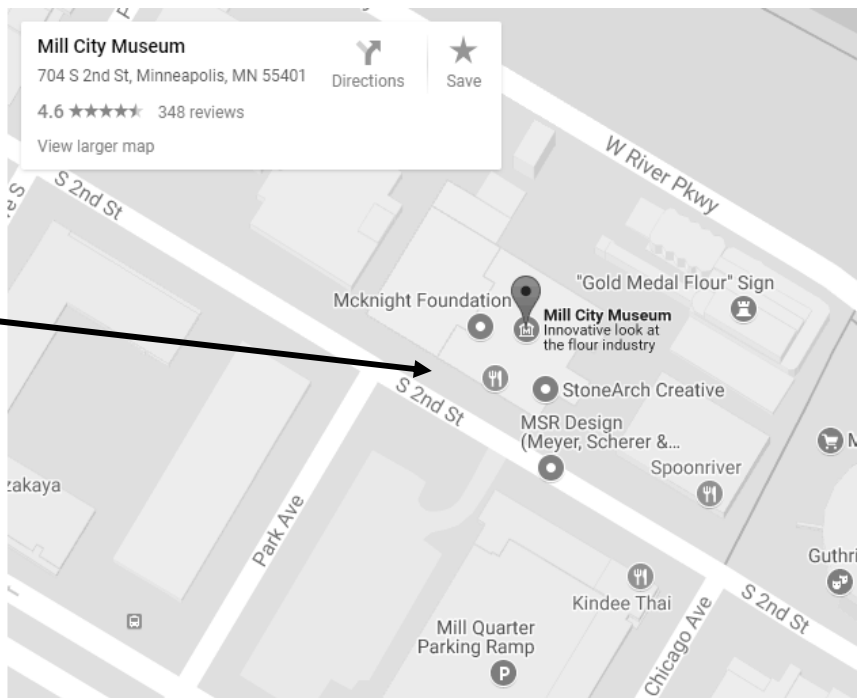 Mill City Museum
704 S 2nd St, Minneapolis, MN 55401
Directions
Save
4.6
348 reviews
View larger map
W River Pkwy
S 2nd St
"Gold Medal Flour" Sign
Mcknight Foundation
Mill City Museum
Innovative look at
the flour industry
StoneArch Creative
S 2nd St
MSR Design
(Meyer, Scherer &...
Spoonriver
zakaya
Park Ave
Guthri
Kindee Thai
S 2nd St
Mill Quarter
Parking Ramp
P
Chicago Ave